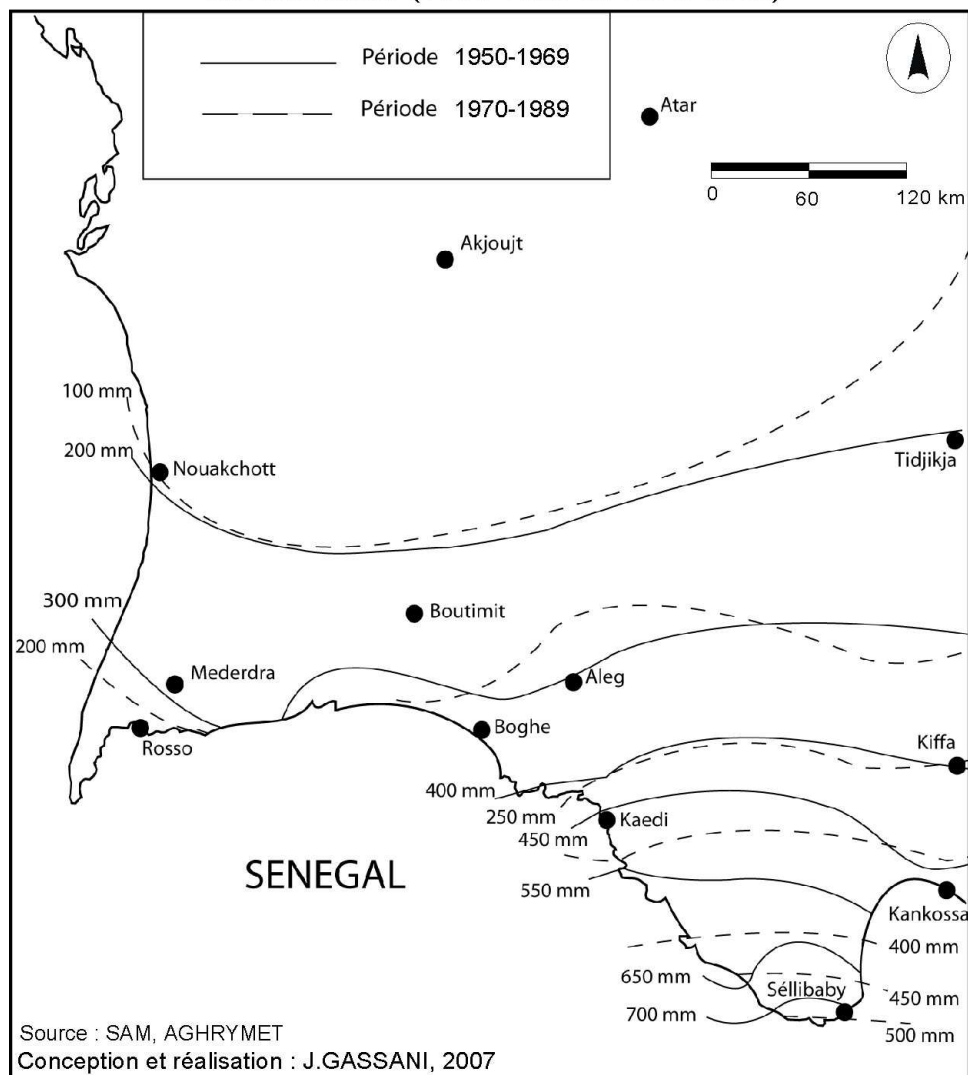 Période 1950-1969
Période 1970-1989
Atar
0 60 120 km
Akjoujt
100 mm
200 mm
Nouakchott
Tidjikja
300 mm
200 mm
Boutimit
Mederdra
Aleg
Rosso
Boghe
Kiffa
400 mm
250 mm
450 mm
Kaedi
SENEGAL
550 mm
Kankossa
400 mm
650 mm
Séllibaby
450 mm
700 mm
500 mm
Source : SAM, AGHRYMET
Conception et réalisation : J.GASSANI, 2007